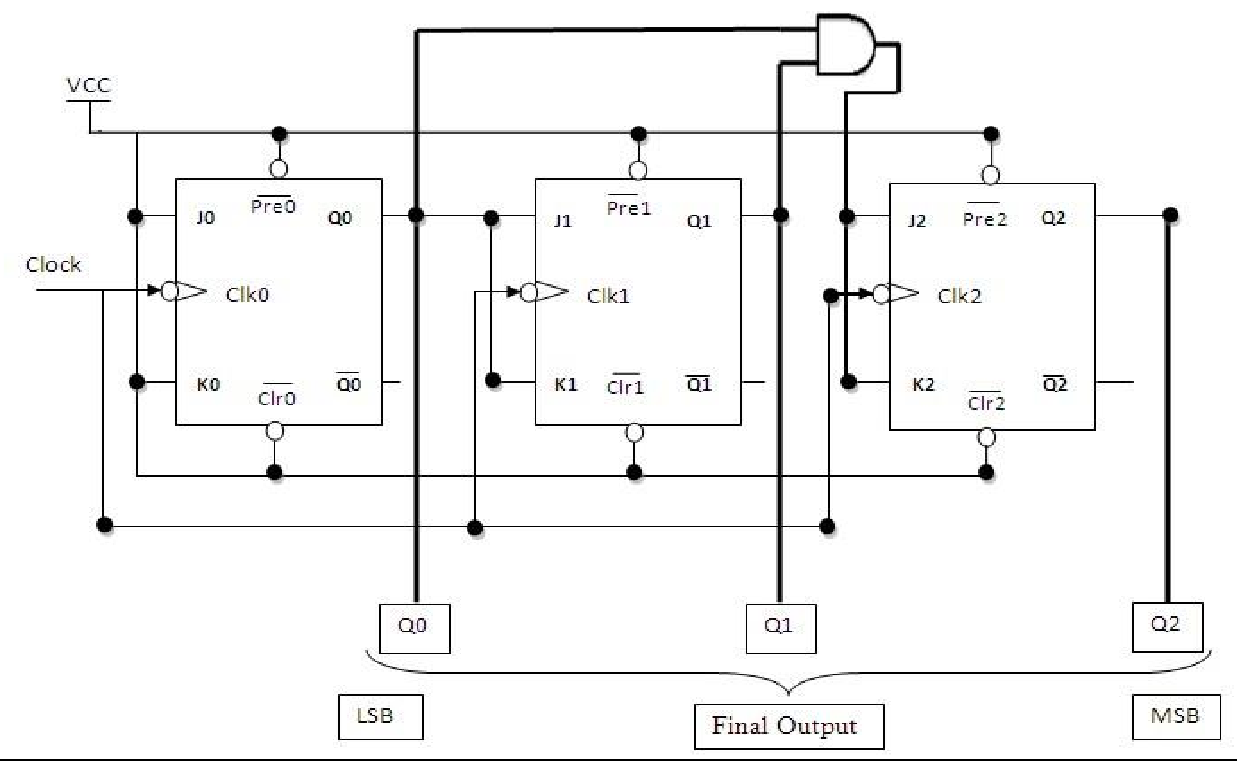 VCC
Clock
J0
Pre0
Q0
Clk0
K0
Clr0
Q0
J1
Pre1
Q1
Clk1
K1
Clr1
Q1
J2
Pre2
Q2
Clk2
K2
Clr2
Q2
Q0
Q1
Q2
LSB
Final Output
MSB